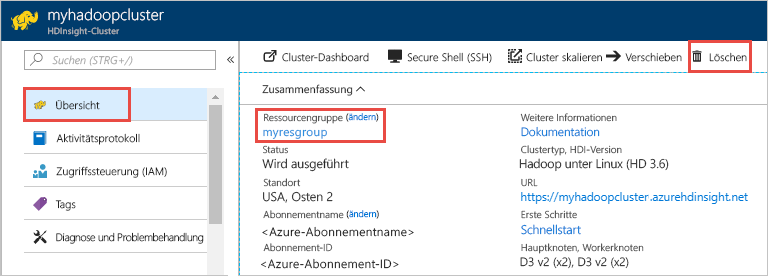 myhadoopcluster
HDInsight-Cluster
Suchen (STRG+/)
«
Übersicht
Aktivitätsprotokoll
Zugriffssteuerung (IAM)
Tags
Diagnose und Problembehandlung
Cluster-Dashboard
Secure Shell (SSH)
Cluster skalieren
Verschieben
Löschen
Zusammenfassung
Ressourcengruppe (ändern)
myresgroup
Status
Wird ausgeführt
Standort
USA, Osten 2
Abonnementname (ändern)
<Azure-Abonnementname>
Abonnement-ID
<Azure-Abonnement-ID>
Weitere Informationen
Dokumentation
Clustertyp, HDI-Version
Hadoop unter Linux (HD 3.6)
URL
https://myhadoopcluster.azurehdinsight.net
Erste Schritte
Schnellstart
Hauptknoten, Workerknoten
D3 v2 (x2), D3 v2 (x2)